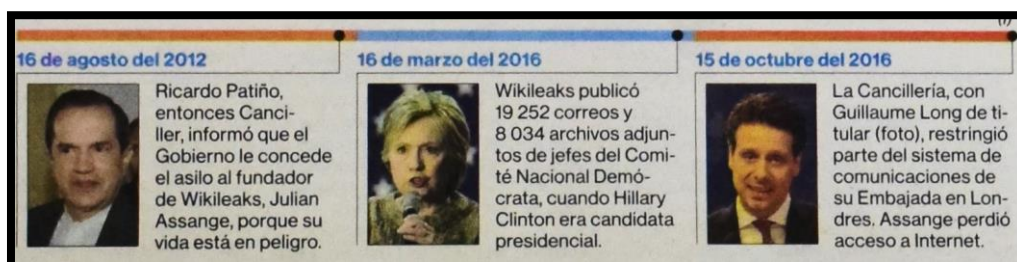 16 de agosto del 2012
Ricardo Patiño,
entonces Canci-
ller, informó que el
Gobierno le concede
el asilo al fundador
de Wikileaks, Julian
Assange, porque su
vida está en peligro.
16 de marzo del 2016
Wikileaks publicó
19 252 correos y
8 034 archivos adjun-
tos de jefes del Comi-
té Nacional Demó-
crata, cuando Hillary
Clinton era candidata
presidencial.
15 de octubre del 2016
La Cancillería, con
Guillaume Long de ti-
tular (foto), restringió
parte del sistema de
comunicaciones de
su Embajada en Lon-
dres. Assange perdió
acceso a Internet.